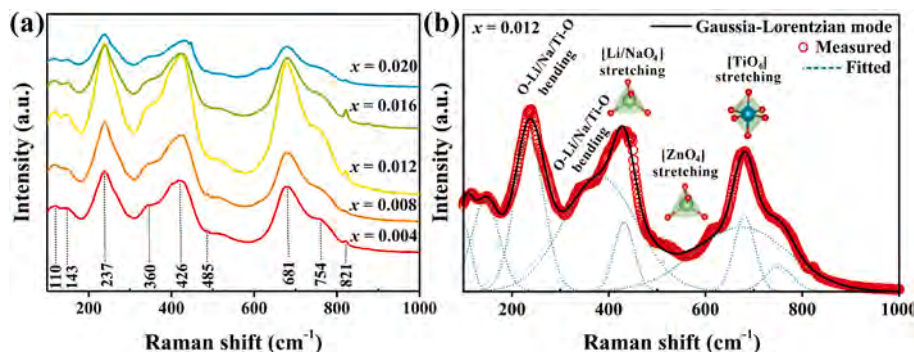 (a)
Intensity (a.u.)
x = 0.020
x = 0.016
x = 0.012
x = 0.008
x = 0.004
110
143
237
360
426
485
681
754
821
200 400 600 800 1000
Raman shift (cm⁻¹)
(b)
Intensity (a.u.)
x = 0.012
Gaussia-Lorentzian mode
Measured
Fitted
O-Li/Na/Ti-O
bending
O-Li/Na/Ti-O
bending
[Li/NaO₄]
stretching
[ZnO₄]
stretching
[TiO₆]
stretching
200 400 600 800 1000
Raman shift (cm⁻¹)